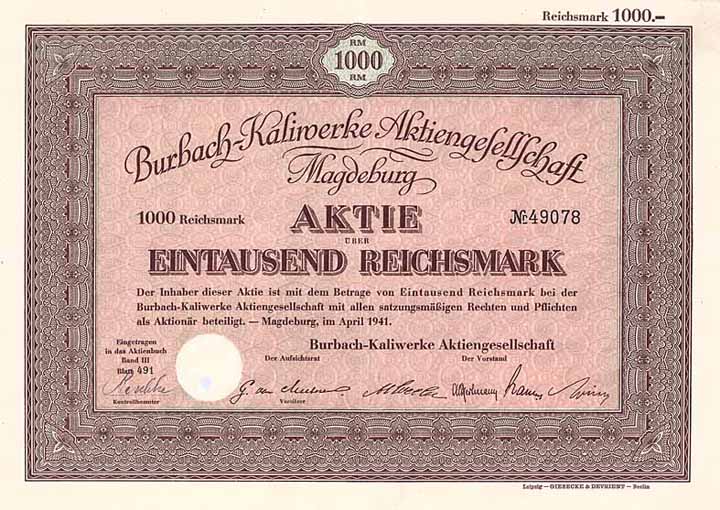 Reichsmark 1000.–
RM
1000
RM
Burbach-Kaliwerke Aktiengesellschaft
Magdeburg
1000 Reichsmark AKTIE № 49078
ÜBER
EINTAUSEND REICHSMARK
Der Inhaber dieser Aktie ist mit dem Betrage von Eintausend Reichsmark bei der
Burbach-Kaliwerke Aktiengesellschaft mit allen satzungsmäßigen Rechten und Pflichten
als Aktionär beteiligt. — Magdeburg, im April 1941.
Eingetragen
in das Aktienbuch
Band III
Blatt 491
Kontrollbeamter
Burbach-Kaliwerke Aktiengesellschaft
Der Aufsichtsrat Der Vorstand
Vorsitzer
Leipzig — GIESECKE & DEVRIENT — Berlin